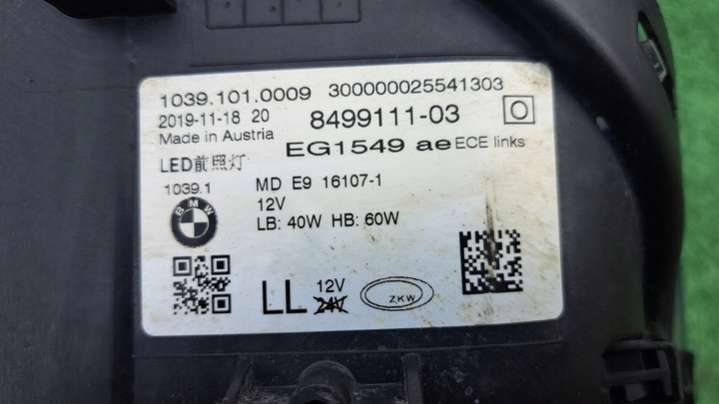 1039.101.0009 300000025541303
2019-11-18 20 8499111-03 O
Made in Austria
EG1549 ae ECE links
LED前照灯
1039.1 MD E9 16107-1
12V
LB: 40W HB: 60W
BMW
LL 12V
24V
ZKW